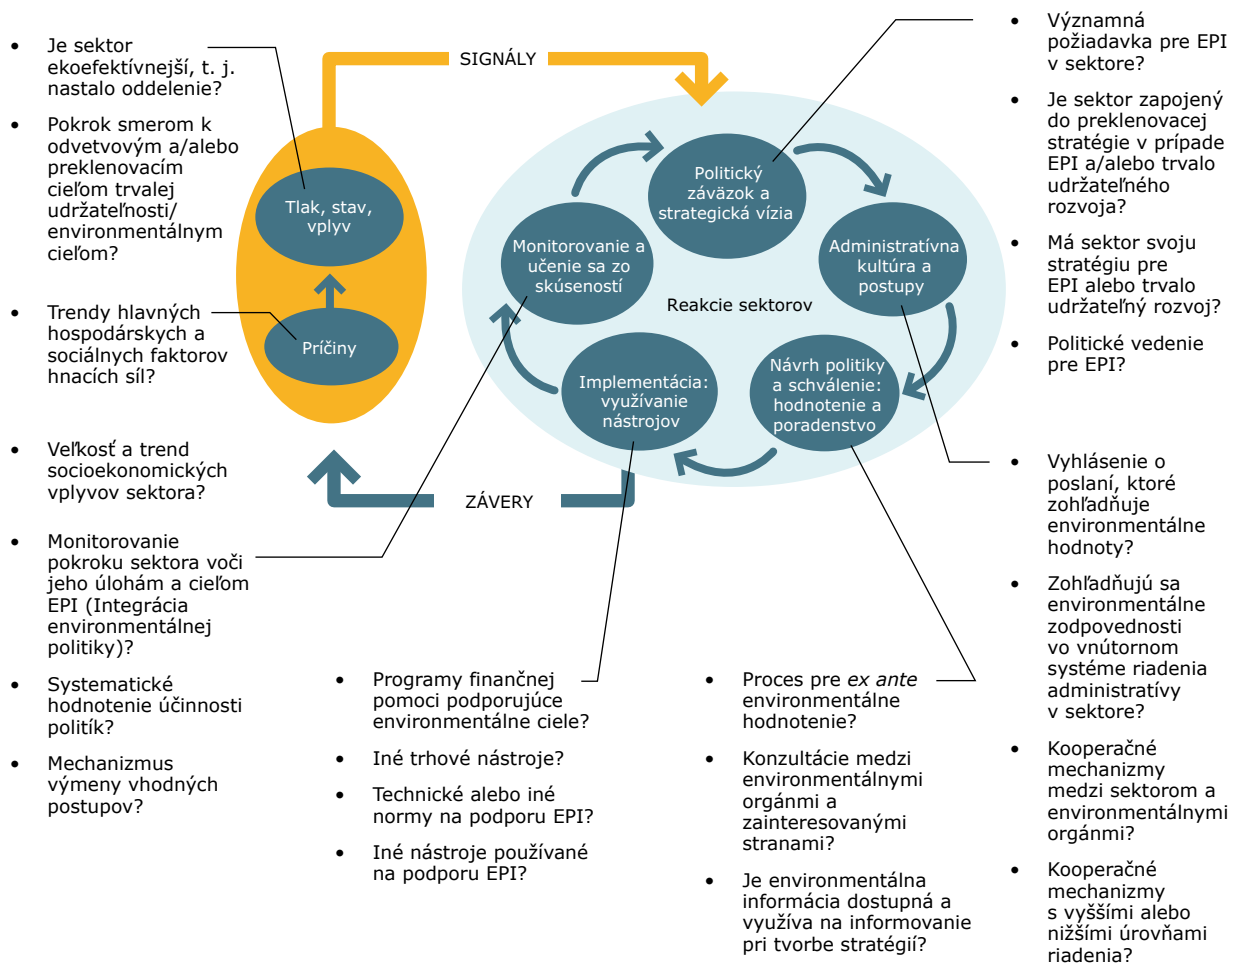 • Je sektor
ekoefektívnejší, t. j.
nastalo oddelenie?
• Pokrok smerom k
odvetvovým a/alebo
preklenovacím
cieľom trvalej
udržateľnosti/
environmentálnym
cieľom?
• Trendy hlavných
hospodárskych a
sociálnych faktorov
hnacích síl?
• Veľkosť a trend
socioekonomických
vplyvov sektora?
• Monitorovanie
pokroku sektora voči
jeho úlohám a cieľom
EPI (Integrácia
environmentálnej
politiky)?
• Systematické
hodnotenie účinnosti
politík?
• Mechanizmus
výmeny vhodných
postupov?
SIGNÁLY
Tlak, stav,
vplyv
Príčiny
Politický
záväzok a
strategická vízia
Monitorovanie a
učenie sa zo
skúseností
Administratívna
kultúra a
postupy
Reakcie sektorov
Implementácia:
využívanie
nástrojov
Návrh politiky
a schválenie:
hodnotenie a
poradenstvo
ZÁVERY
• Programy finančnej
pomoci podporujúce
environmentálne ciele?
• Iné trhové nástroje?
• Technické alebo iné
normy na podporu EPI?
• Iné nástroje používané
na podporu EPI?
• Proces pre ex ante
environmentálne
hodnotenie?
• Konzultácie medzi
environmentálnymi
orgánmi a
zainteresovanými
stranami?
• Je environmentálna
informácia dostupná a
využíva na informovanie
pri tvorbe stratégií?
• Významná
požiadavka pre EPI
v sektore?
• Je sektor zapojený
do preklenovacej
stratégie v prípade
EPI a/alebo trvalo
udržateľného
rozvoja?
• Má sektor svoju
stratégiu pre
EPI alebo trvalo
udržateľný rozvoj?
• Politické vedenie
pre EPI?
• Vyhlásenie o
poslaní, ktoré
zohľadňuje
environmentálne
hodnoty?
• Zohľadňujú sa
environmentálne
zodpovednosti
vo vnútornom
systéme riadenia
administratívy
v sektore?
• Kooperačné
mechanizmy
medzi sektorom a
environmentálnymi
orgánmi?
• Kooperačné
mechanizmy
s vyššími alebo
nižšími úrovňami
riadenia?